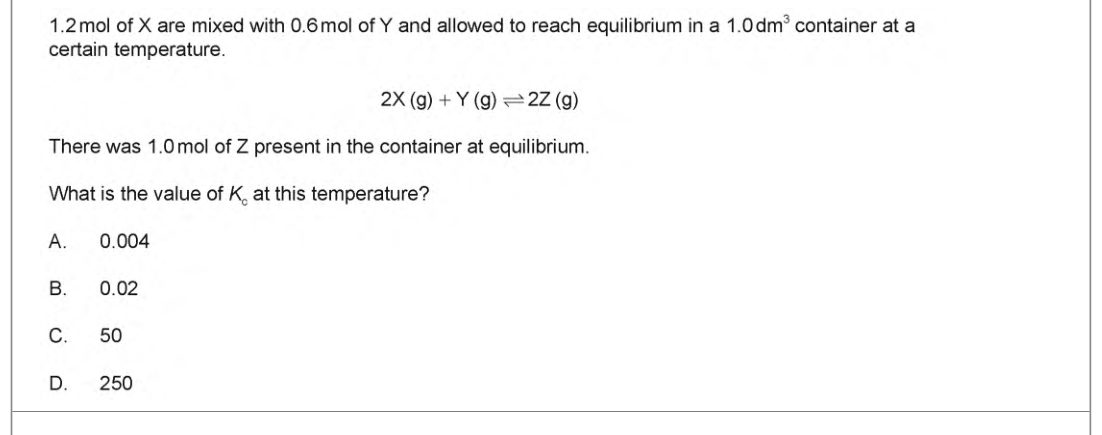 1.2 mol of X are mixed with 0.6 mol of Y and allowed to reach equilibrium in a 1.0 dm³ container at a
certain temperature.
2X (g) + Y (g) ⇌ 2Z (g)
There was 1.0 mol of Z present in the container at equilibrium.
What is the value of Kc at this temperature?
A. 0.004
B. 0.02
C. 50
D. 250